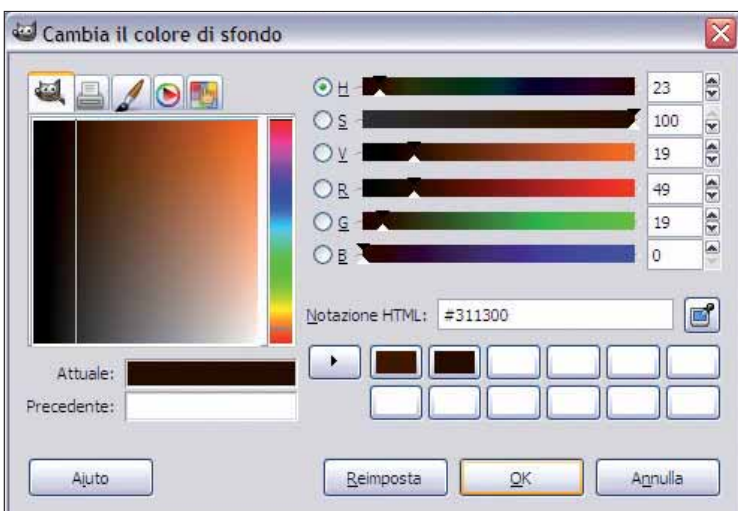 Cambia il colore di sfondo
H 23
S 100
V 19
R 49
G 19
B 0
Notazione HTML: #311300
Attuale:
Precedente:
Aiuto Reimposta OK Annulla